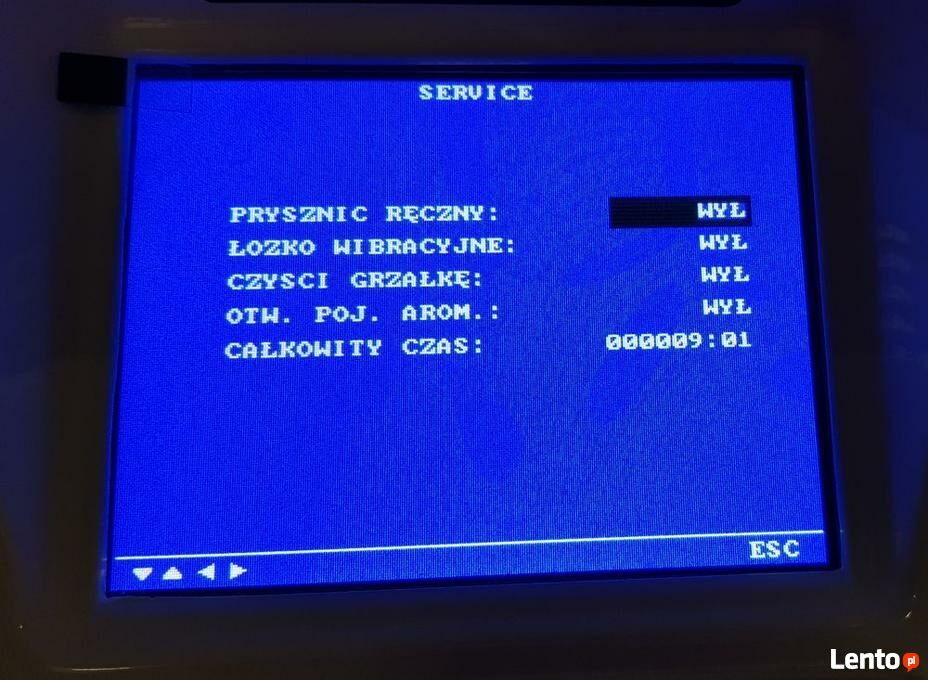 SERVICE
PRYSZNIC RĘCZNY: WYŁ
ŁOZKO WIBRACYJNE: WYŁ
CZYSCI GRZAŁKĘ: WYŁ
OTW. POJ. AROM.: WYŁ
CAŁKOWITY CZAS: 000009:01
ESC
Lento pl